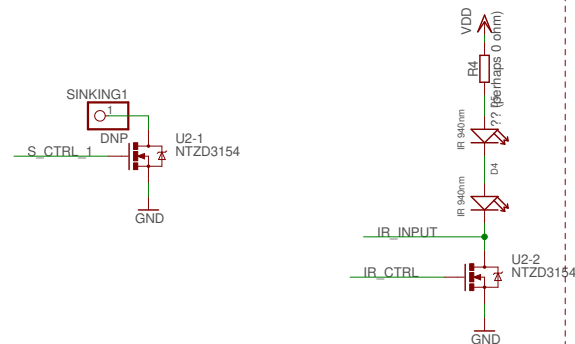 SINKING1
1
DNP
U2-1
NTZD3154
S_CTRL_1
GND
VDD
R4
?? (perhaps 0 ohm)
IR 940nm
D4
IR 940nm
IR_INPUT
U2-2
NTZD3154
IR_CTRL
GND